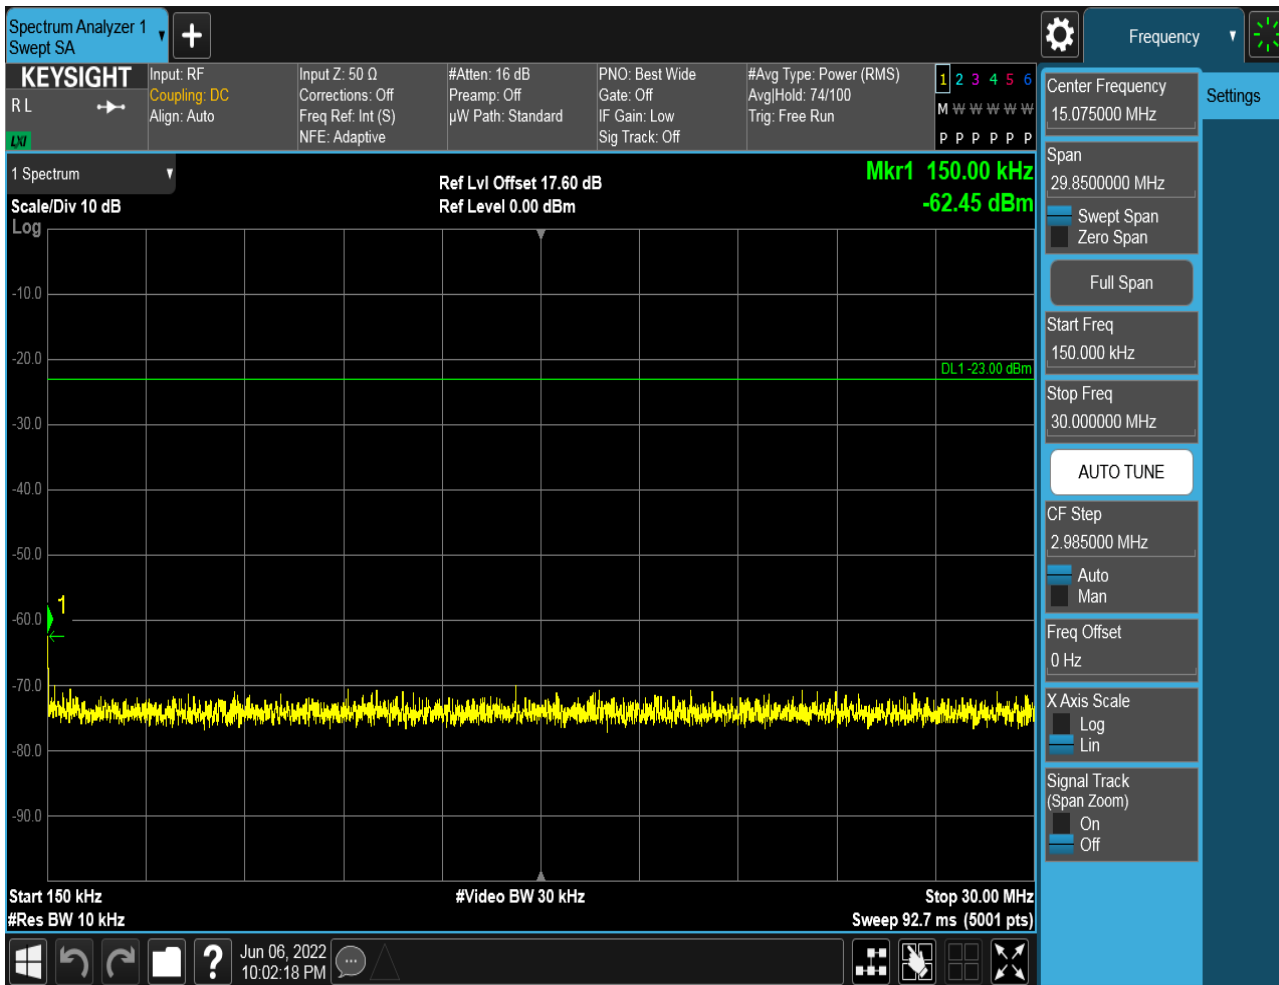 Spectrum Analyzer 1
Swept SA
+
Frequency
KEYSIGHT
R L
LXI
Input: RF
Coupling: DC
Align: Auto
Input Z: 50 Ω
Corrections: Off
Freq Ref: Int (S)
NFE: Adaptive
#Atten: 16 dB
Preamp: Off
µW Path: Standard
PNO: Best Wide
Gate: Off
IF Gain: Low
Sig Track: Off
#Avg Type: Power (RMS)
Avg|Hold: 74/100
Trig: Free Run
1 2 3 4 5 6
M W W W W W
P P P P P P
1 Spectrum
Scale/Div 10 dB
Log
Ref Lvl Offset 17.60 dB
Ref Level 0.00 dBm
Mkr1 150.00 kHz
-62.45 dBm
-10.0
-20.0
DL1 -23.00 dBm
-30.0
-40.0
-50.0
1
-60.0
-70.0
-80.0
-90.0
Start 150 kHz
#Res BW 10 kHz
#Video BW 30 kHz
Stop 30.00 MHz
Sweep 92.7 ms (5001 pts)
Center Frequency
15.075000 MHz
Settings
Span
29.8500000 MHz
Swept Span
Zero Span
Full Span
Start Freq
150.000 kHz
Stop Freq
30.000000 MHz
AUTO TUNE
CF Step
2.985000 MHz
Auto
Man
Freq Offset
0 Hz
X Axis Scale
Log
Lin
Signal Track
(Span Zoom)
On
Off
?
Jun 06, 2022
10:02:18 PM